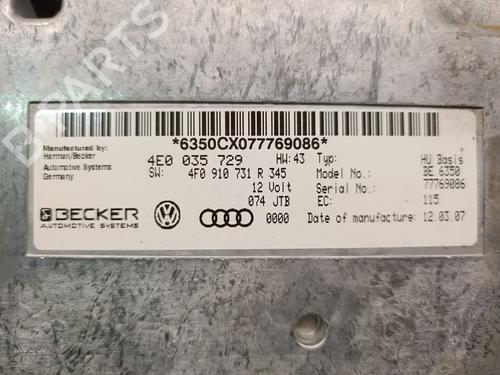 *6350CX077769086*
Manufactured by:
Harman/Becker
Automotive Systems
Germany
4E0 035 729 HW: 43 Typ: HU Basis
SW: 4F0 910 731 R 345 Model No.: BE 6350
12 Volt Serial No.: 77769086
074 JTB EC: 115
0000 Date of manufacture: 12.03.07
BECKER
AUTOMOTIVE SYSTEMS
B-PARTS